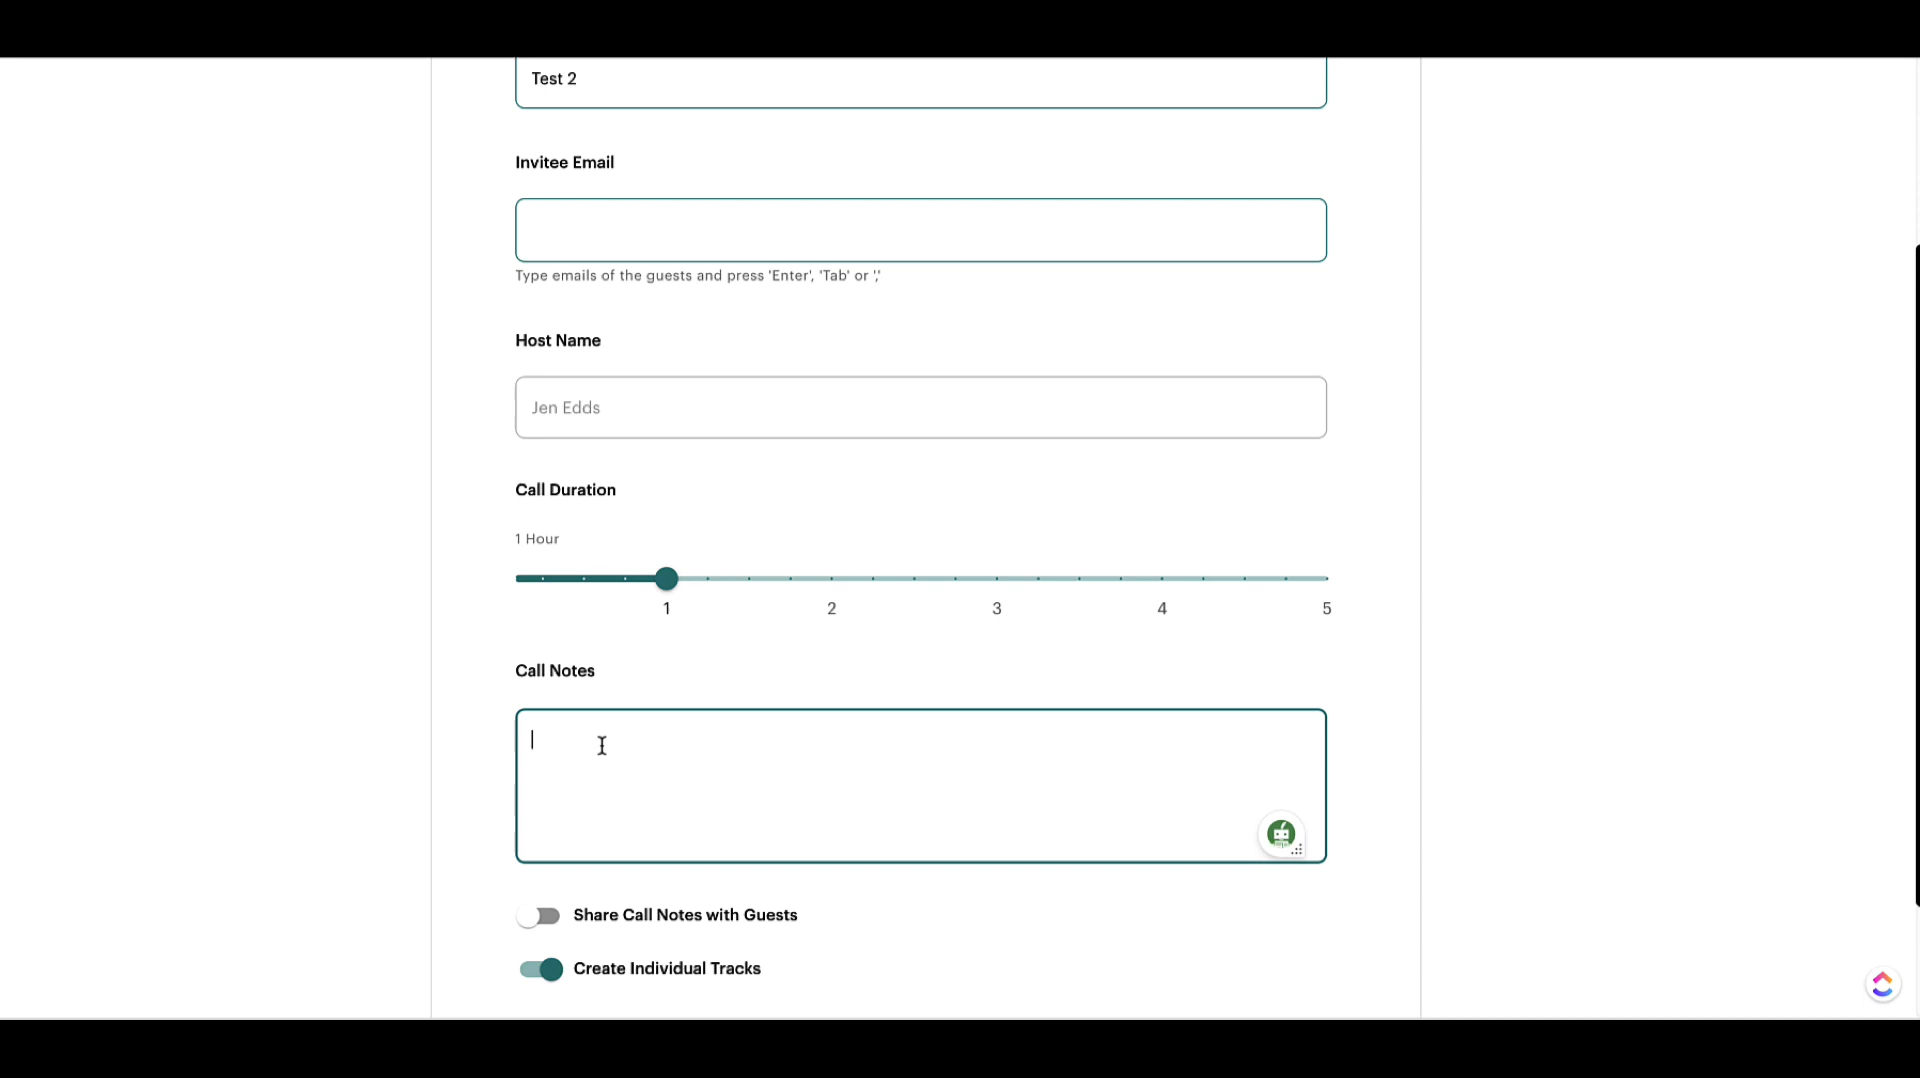 Test 2
Invitee Email
Type emails of the guests and press 'Enter', 'Tab' or ','
Host Name
Jen Edds
Call Duration
1 Hour
1 2 3 4 5
Call Notes
Share Call Notes with Guests
Create Individual Tracks